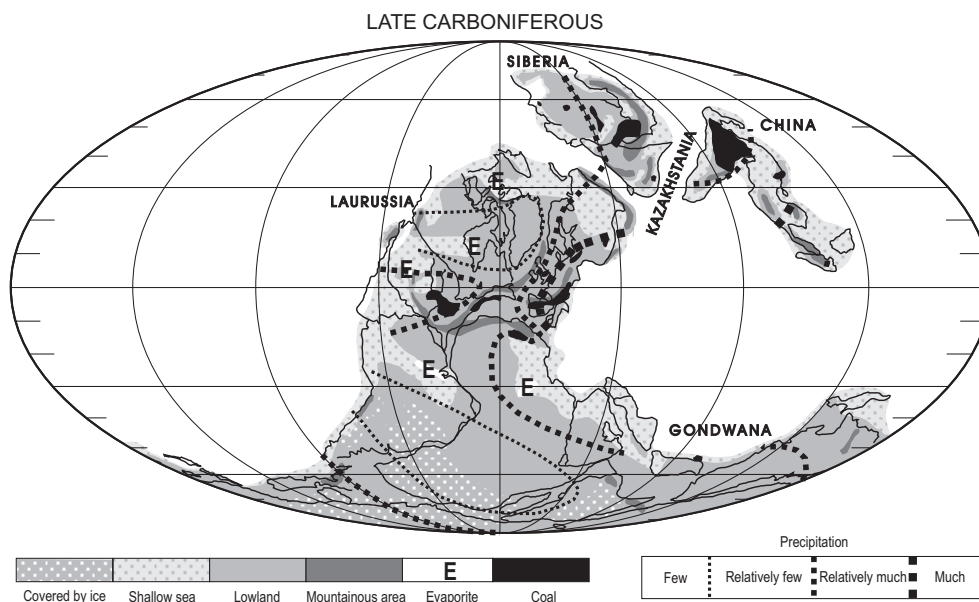 LATE CARBONIFEROUS
SIBERIA
CHINA
KAZAKHSTANIA
LAURUSSIA
E
E
E
E
E
GONDWANA
Precipitation
E
Few Relatively few Relatively much Much
Covered by ice Shallow sea Lowland Mountainous area Evaporite Coal